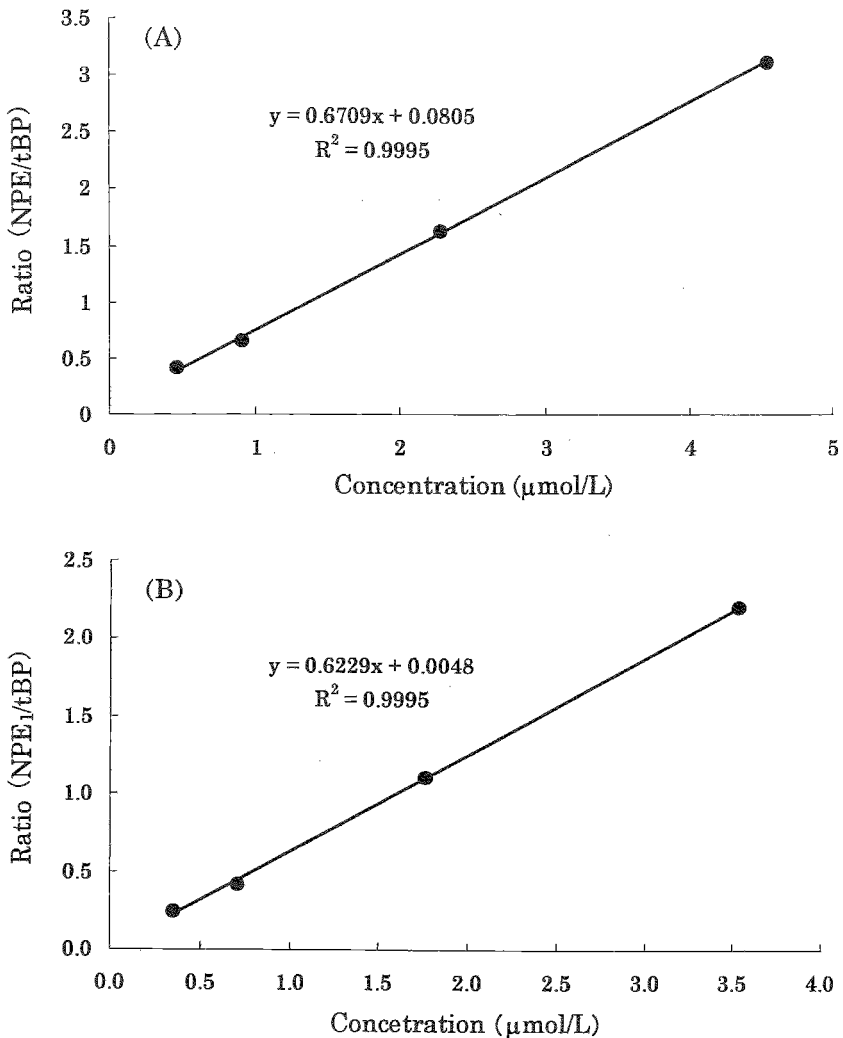 (A)
y = 0.6709x + 0.0805
R² = 0.9995
Ratio (NPE/tBP)
3.5
3
2.5
2
1.5
1
0.5
0
0 1 2 3 4 5
Concentration (μmol/L)
(B)
y = 0.6229x + 0.0048
R² = 0.9995
Ratio (NPE₁/tBP)
2.5
2.0
1.5
1.0
0.5
0.0
0.0 0.5 1.0 1.5 2.0 2.5 3.0 3.5 4.0
Concetration (μmol/L)